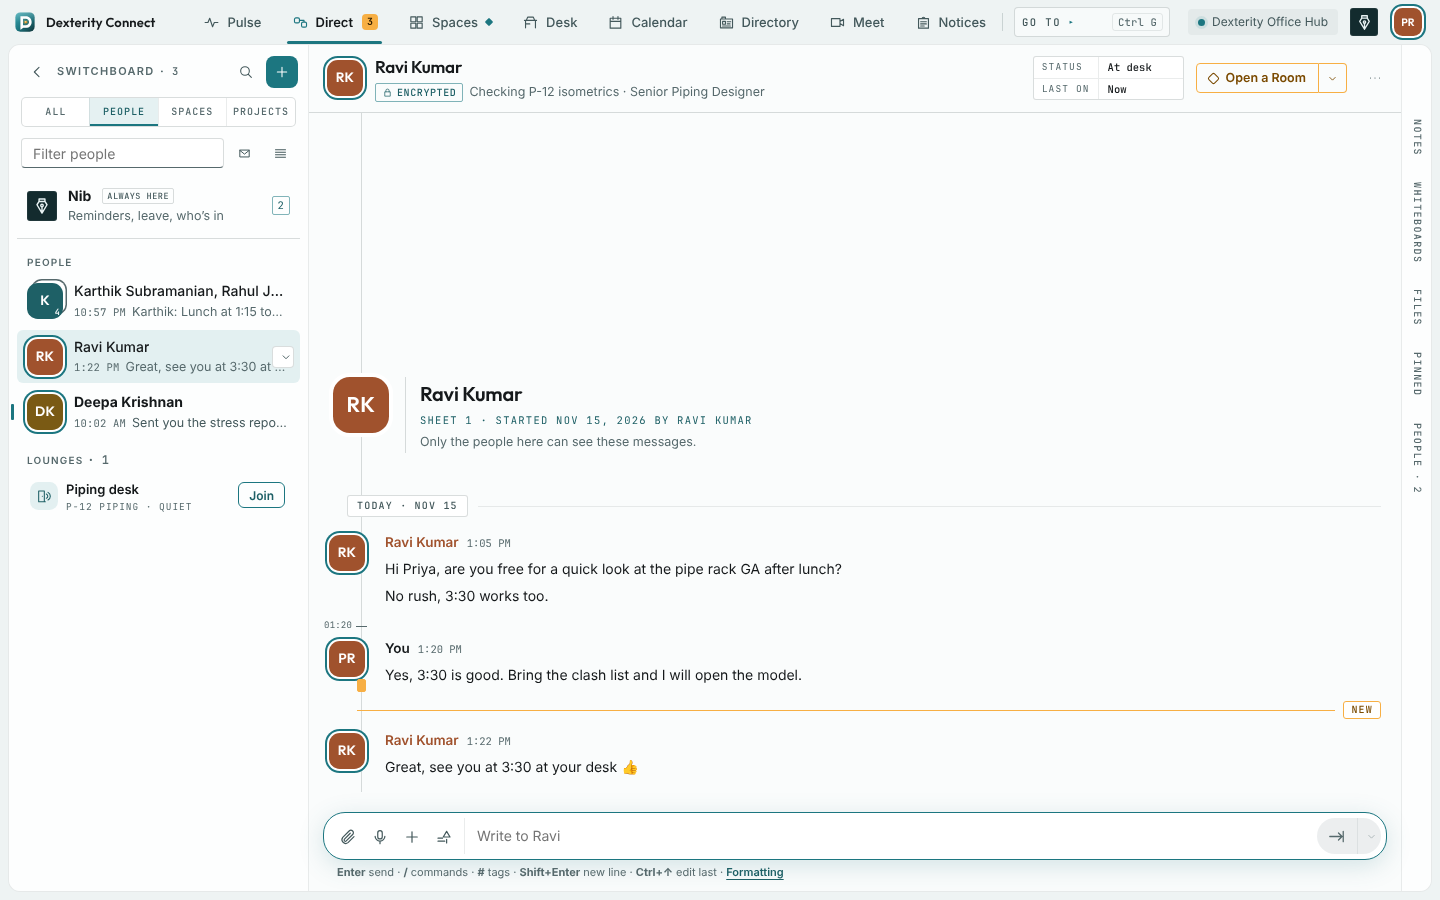 Dexterity Connect
Pulse
Direct 3
Spaces
Desk
Calendar
Directory
Meet
Notices
GO TO
Ctrl G
Dexterity Office Hub
PR
SWITCHBOARD · 3
ALL
PEOPLE
SPACES
PROJECTS
Filter people
Nib ALWAYS HERE
Reminders, leave, who's in
2
PEOPLE
K
4
Karthik Subramanian, Rahul J...
10:57 PM Karthik: Lunch at 1:15 to...
RK
Ravi Kumar
1:22 PM Great, see you at 3:30 at ...
DK
Deepa Krishnan
10:02 AM Sent you the stress repo...
LOUNGES · 1
Piping desk
P-12 PIPING · QUIET
Join
RK
Ravi Kumar
ENCRYPTED Checking P-12 isometrics · Senior Piping Designer
STATUS At desk
LAST ON Now
Open a Room
RK
Ravi Kumar
SHEET 1 · STARTED NOV 15, 2026 BY RAVI KUMAR
Only the people here can see these messages.
TODAY · NOV 15
RK
Ravi Kumar 1:05 PM
Hi Priya, are you free for a quick look at the pipe rack GA after lunch?
No rush, 3:30 works too.
01:20
PR
You 1:20 PM
Yes, 3:30 is good. Bring the clash list and I will open the model.
NEW
RK
Ravi Kumar 1:22 PM
Great, see you at 3:30 at your desk 👍
Write to Ravi
Enter send · / commands · # tags · Shift+Enter new line · Ctrl+↑ edit last · Formatting
NOTES
WHITEBOARDS
FILES
PINNED
PEOPLE · 2